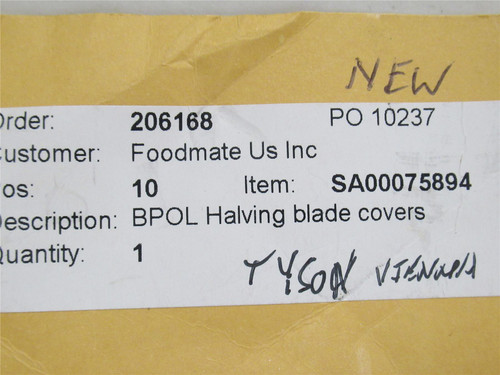 NEW
Order: 206168 PO 10237
Customer: Foodmate Us Inc
Pos: 10 Item: SA00075894
Description: BPOL Halving blade covers
Quantity: 1
TYSON VIENNA